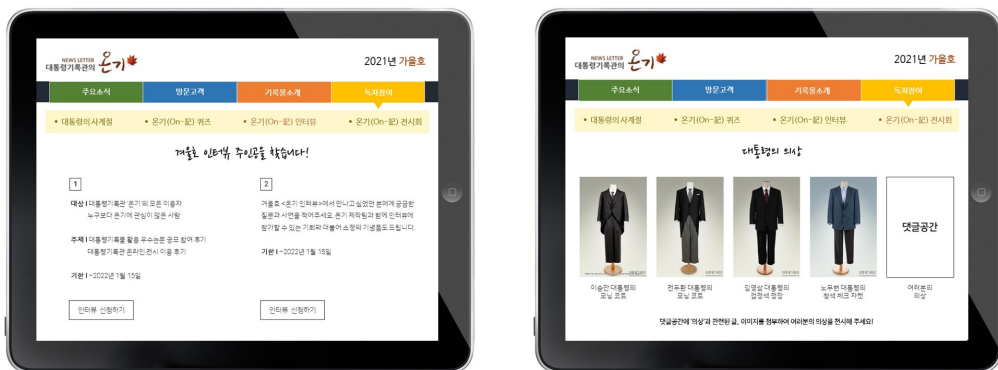 NEWS LETTER
대통령기록관의 온기
2021년 가을호
주요소식
방문고객
기록물소개
독자참여
• 대통령의 사계절
• 온기(On-記) 퀴즈
• 온기(On-記) 인터뷰
• 온기(On-記) 전시회
겨울호 인터뷰 주인공을 찾습니다!
1
대상 I 대통령기록관 '온기'의 모든 이용자
누구보다 온기에 관심이 많은 사람
주제 I 대통령기록물 활용 우수논문 공모 참여 후기
대통령기록관 온라인 전시 이용 후기
기한 I ~2022년 1월 15일
인터뷰 신청하기
2
겨울호 <온기 인터뷰>에서 만나고 싶었던 분에게 궁금한
질문과 사연을 적어주세요. 온기 제작팀과 함께 인터뷰에
참가할 수 있는 기회와 더불어 소정의 기념품도 드립니다.
기한 I ~2022년 1월 15일
인터뷰 신청하기
NEWS LETTER
대통령기록관의 온기
2021년 가을호
주요소식
방문고객
기록물소개
독자참여
• 대통령의 사계절
• 온기(On-記) 퀴즈
• 온기(On-記) 인터뷰
• 온기(On-記) 전시회
대통령의 의상
이승만 대통령의
모닝 코트
전두환 대통령의
모닝 코트
김영삼 대통령의
검정색 정장
노무현 대통령의
청색 체크 자켓
댓글공간
여러분의
의상
댓글공간에 '의상'과 관련된 글, 이미지를 첨부하여 여러분의 의상을 전시해 주세요!